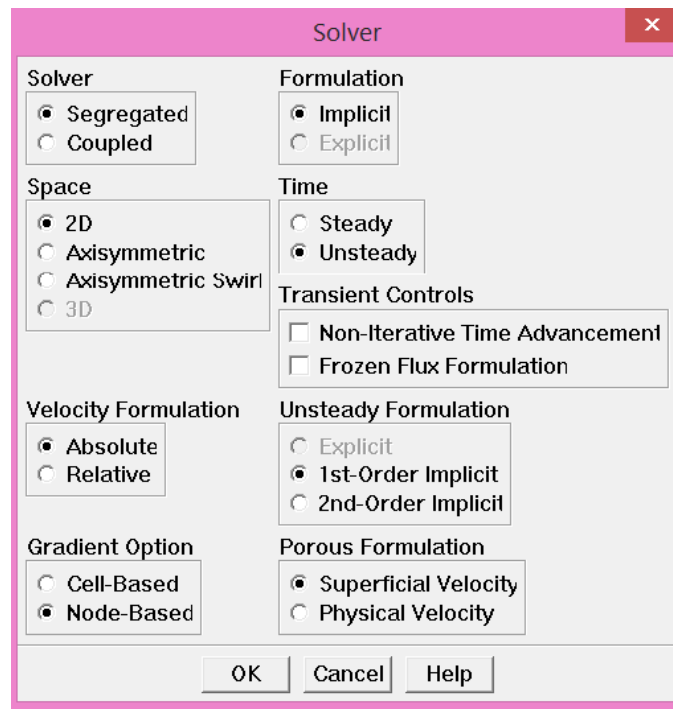 Solver
Solver
Segregated
Coupled
Formulation
Implicit
Explicit
Space
2D
Axisymmetric
Axisymmetric Swirl
3D
Time
Steady
Unsteady
Transient Controls
Non-Iterative Time Advancement
Frozen Flux Formulation
Velocity Formulation
Absolute
Relative
Unsteady Formulation
Explicit
1st-Order Implicit
2nd-Order Implicit
Gradient Option
Cell-Based
Node-Based
Porous Formulation
Superficial Velocity
Physical Velocity
OK
Cancel
Help